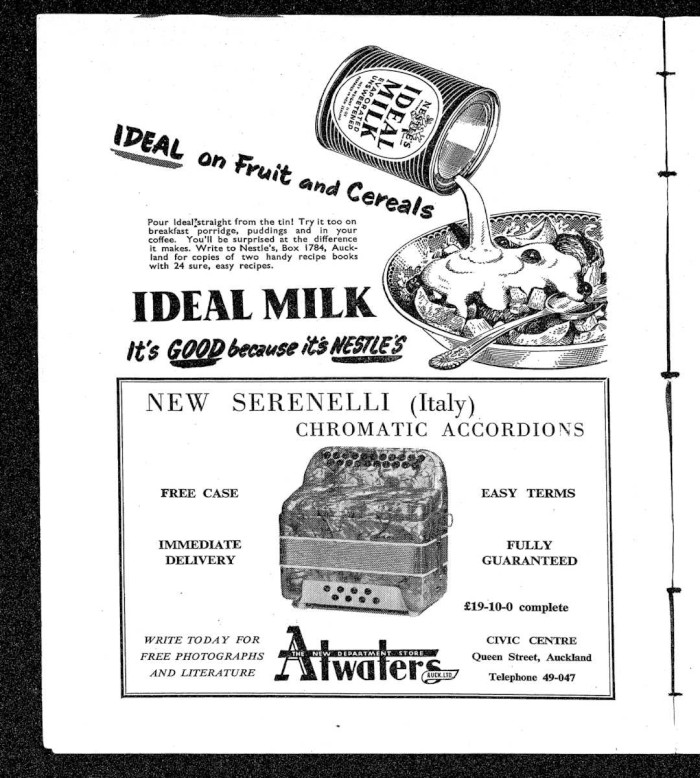 NESTLE'S
IDEAL
MILK
UNSWEETENED
EVAPORATED
IDEAL on Fruit and Cereals
Pour Ideal straight from the tin! Try it too on
breakfast porridge, puddings and in your
coffee. You'll be surprised at the difference
it makes. Write to Nestle's, Box 1784, Auck-
land for copies of two handy recipe books
with 24 sure, easy recipes.
IDEAL MILK
It's GOOD because it's NESTLE'S
NEW SERENELLI (Italy)
CHROMATIC ACCORDIONS
FREE CASE
IMMEDIATE
DELIVERY
EASY TERMS
FULLY
GUARANTEED
£19-10-0 complete
WRITE TODAY FOR
FREE PHOTOGRAPHS
AND LITERATURE
THE NEW DEPARTMENT STORE
Atwaters
AUCK. LTD.
CIVIC CENTRE
Queen Street, Auckland
Telephone 49-047